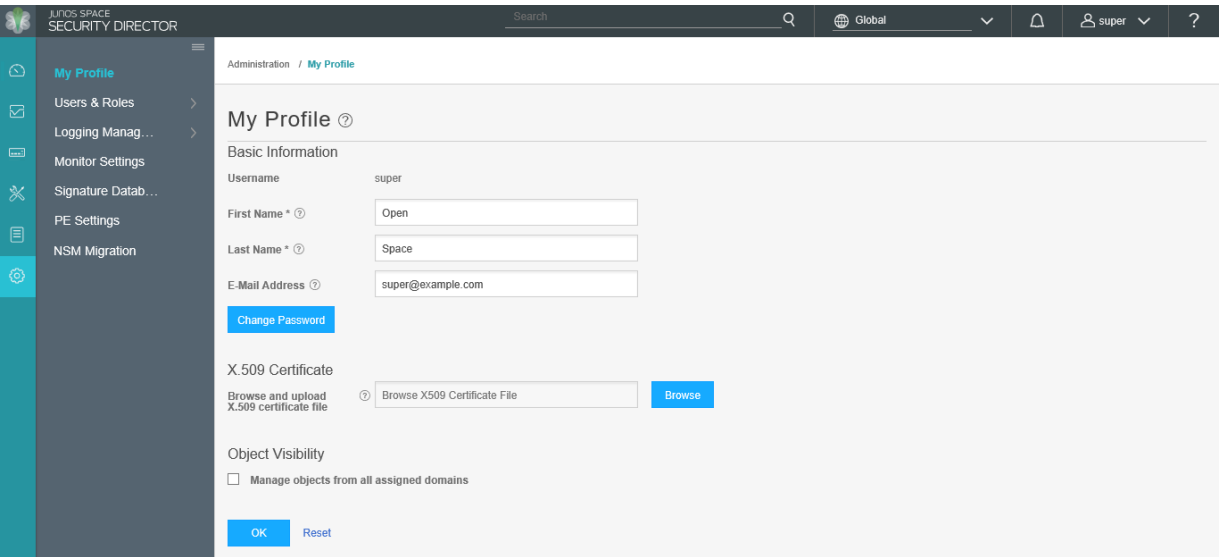 JUNOS SPACE
SECURITY DIRECTOR
Search
Global
super
?
My Profile
Users & Roles
Logging Manag...
Monitor Settings
Signature Datab...
PE Settings
NSM Migration
Administration / My Profile
My Profile ?
Basic Information
Username super
First Name * ? Open
Last Name * ? Space
E-Mail Address ? super@example.com
Change Password
X.509 Certificate
Browse and upload
X.509 certificate file ? Browse X509 Certificate File Browse
Object Visibility
Manage objects from all assigned domains
OK Reset